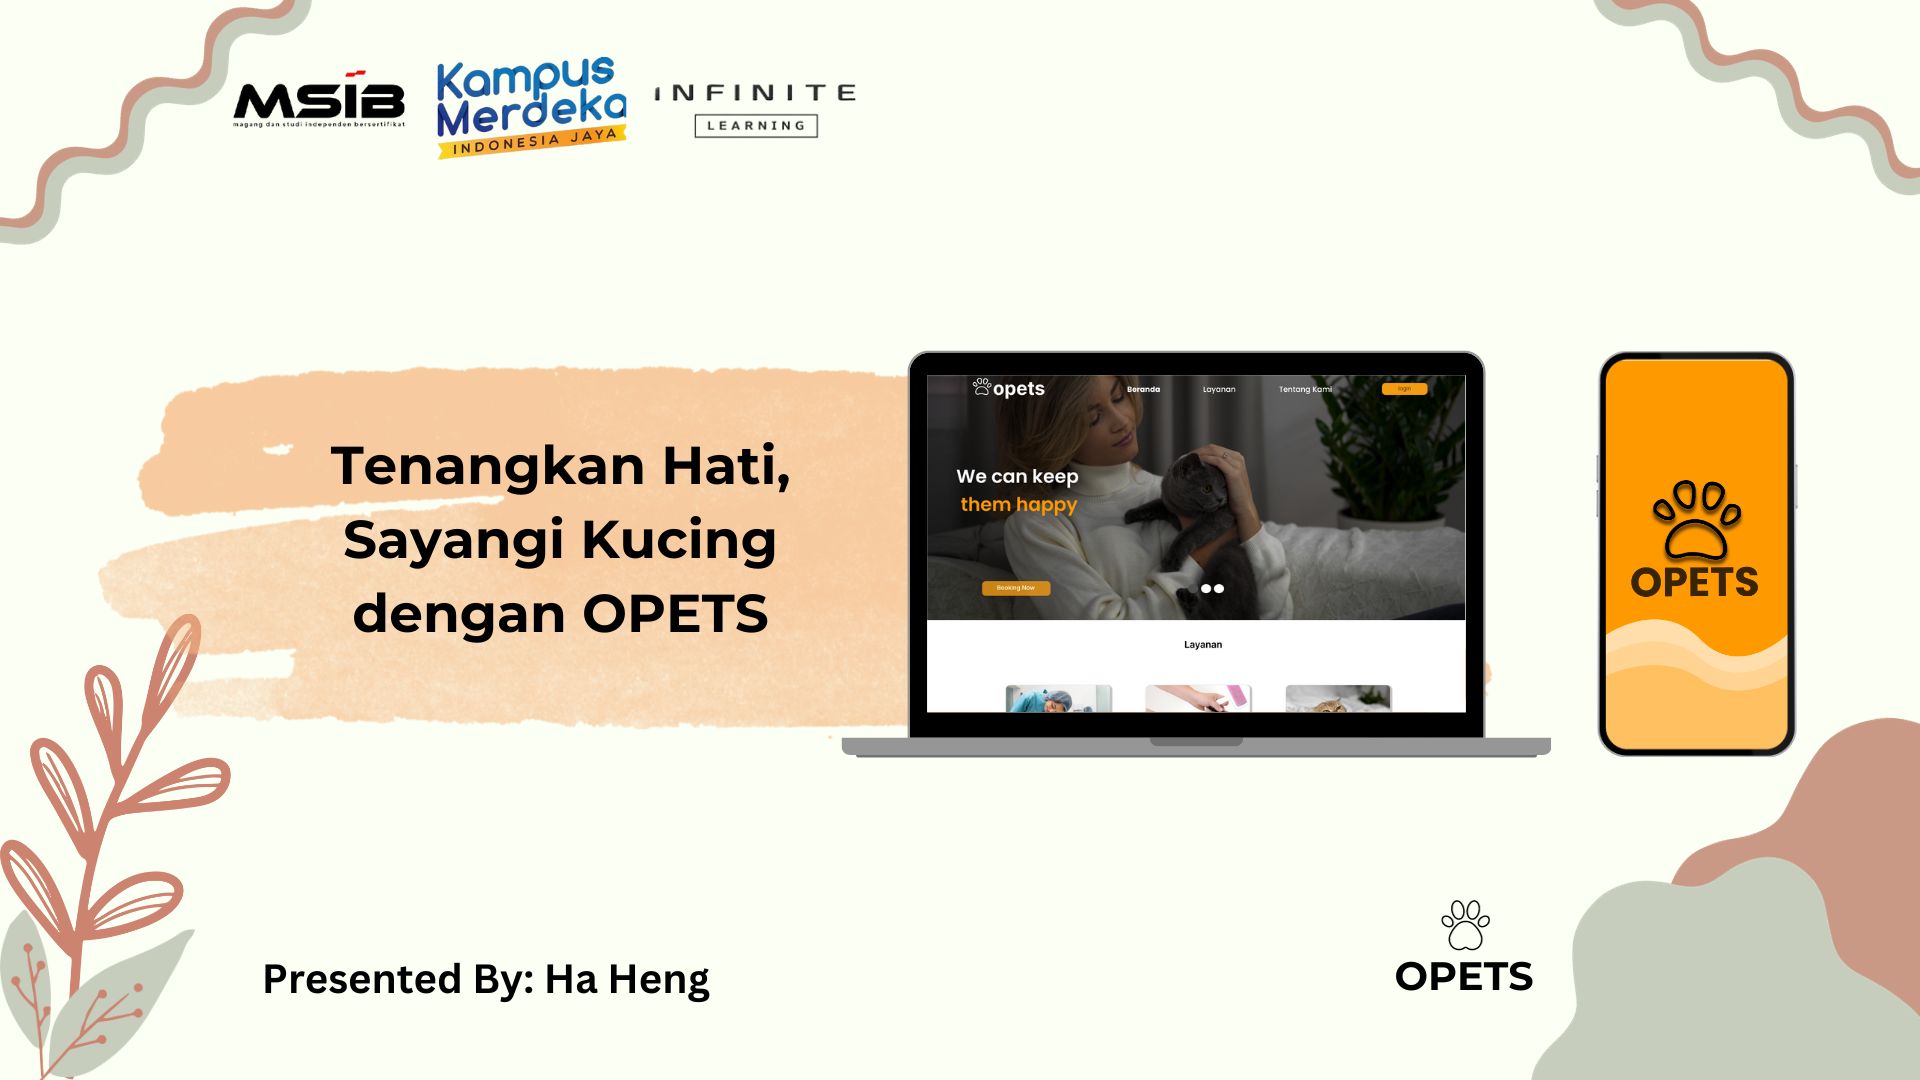 MSIB
magang dan studi independen bersertifikat
Kampus
Merdeka
INDONESIA JAYA
INFINITE
LEARNING
Tenangkan Hati,
Sayangi Kucing
dengan OPETS
opets
Beranda
Layanan
Tentang Kami
login
We can keep
them happy
Booking Now
Layanan
OPETS
Presented By: Ha Heng
OPETS